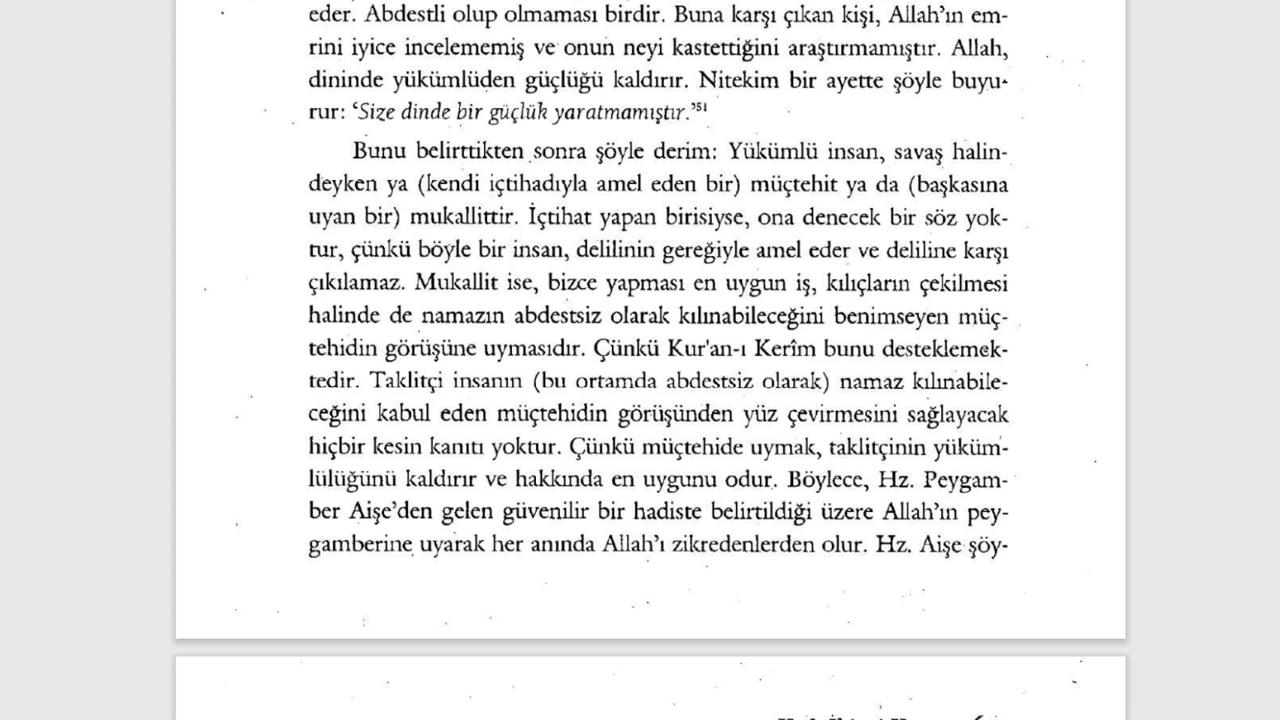 eder. Abdestli olup olmaması birdir. Buna karşı çıkan kişi, Allah’ın em-
rini iyice incelememiş ve onun neyi kastettiğini araştırmamıştır. Allah,
dininde yükümlüden güçlüğü kaldırır. Nitekim bir ayette şöyle buyu-
rur: ‘Size dinde bir güçlük yaratmamıştır.’⁵¹
Bunu belirttikten sonra şöyle derim: Yükümlü insan, savaş halin-
deyken ya (kendi içtihadıyla amel eden bir) müçtehit ya da (başkasına
uyan bir) mukallittir. İçtihat yapan birisiyse, ona denecek bir söz yok-
tur, çünkü böyle bir insan, delilinin gereğiyle amel eder ve deliline karşı
çıkılamaz. Mukallit ise, bizce yapması en uygun iş, kılıçların çekilmesi
halinde de namazın abdestsiz olarak kılınabileceğini benimseyen müç-
tehidin görüşüne uymasıdır. Çünkü Kur'an-ı Kerîm bunu desteklemek-
tedir. Taklitçi insanın (bu ortamda abdestsiz olarak) namaz kılınabile-
ceğini kabul eden müçtehidin görüşünden yüz çevirmesini sağlayacak
hiçbir kesin kanıtı yoktur. Çünkü müçtehide uymak, taklitçinin yüküm-
lülüğünü kaldırır ve hakkında en uygunu odur. Böylece, Hz. Peygam-
ber Aişe’den gelen güvenilir bir hadiste belirtildiği üzere Allah’ın pey-
gamberine uyarak her anında Allah’ı zikredenlerden olur. Hz. Aişe şöy-